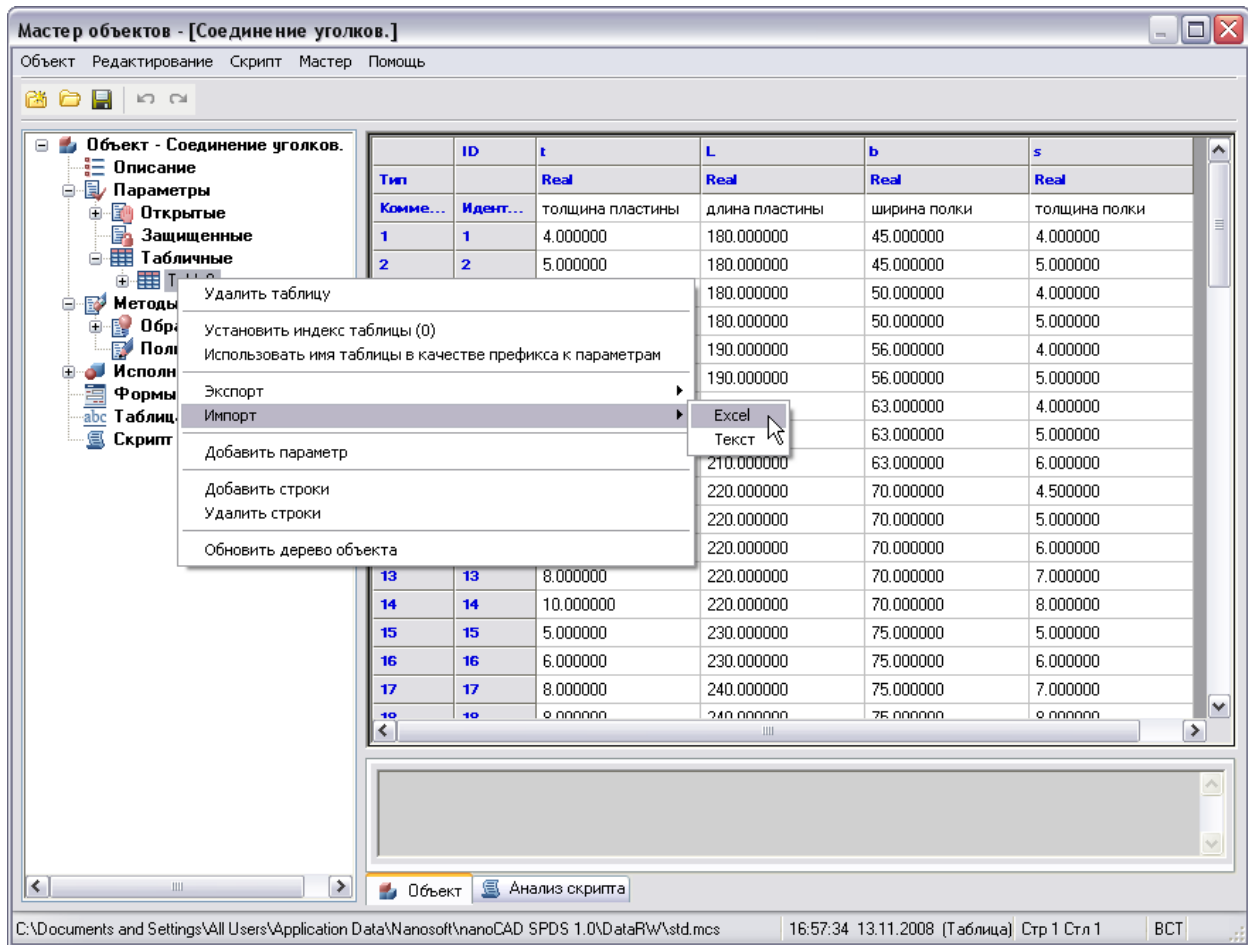 Мастер объектов - [Соединение уголков.]
Объект Редактирование Скрипт Мастер Помощь
Объект - Соединение уголков.
Описание
Параметры
Открытые
Защищенные
Табличные
Методы
Формы
Скрипт
ID t L b s
Тип Real Real Real Real
Комме... Идент... толщина пластины длина пластины ширина полки толщина полки
1 1 4.000000 180.000000 45.000000 4.000000
2 2 5.000000 180.000000 45.000000 5.000000
180.000000 50.000000 4.000000
180.000000 50.000000 5.000000
190.000000 56.000000 4.000000
190.000000 56.000000 5.000000
63.000000 4.000000
63.000000 5.000000
210.000000 63.000000 6.000000
220.000000 70.000000 4.500000
220.000000 70.000000 5.000000
220.000000 70.000000 6.000000
13 13 8.000000 220.000000 70.000000 7.000000
14 14 10.000000 220.000000 70.000000 8.000000
15 15 5.000000 230.000000 75.000000 5.000000
16 16 6.000000 230.000000 75.000000 6.000000
17 17 8.000000 240.000000 75.000000 7.000000
18 18 240.000000 75.000000
Удалить таблицу
Установить индекс таблицы (0)
Использовать имя таблицы в качестве префикса к параметрам
Экспорт
Импорт
Добавить параметр
Добавить строки
Удалить строки
Обновить дерево объекта
Excel
Текст
abc
Объект Анализ скрипта
C:\Documents and Settings\All Users\Application Data\Nanosoft\nanoCAD SPDS 1.0\DataRW\std.mcs 16:57:34 13.11.2008 (Таблица) Стр 1 Стл 1 ВСТ